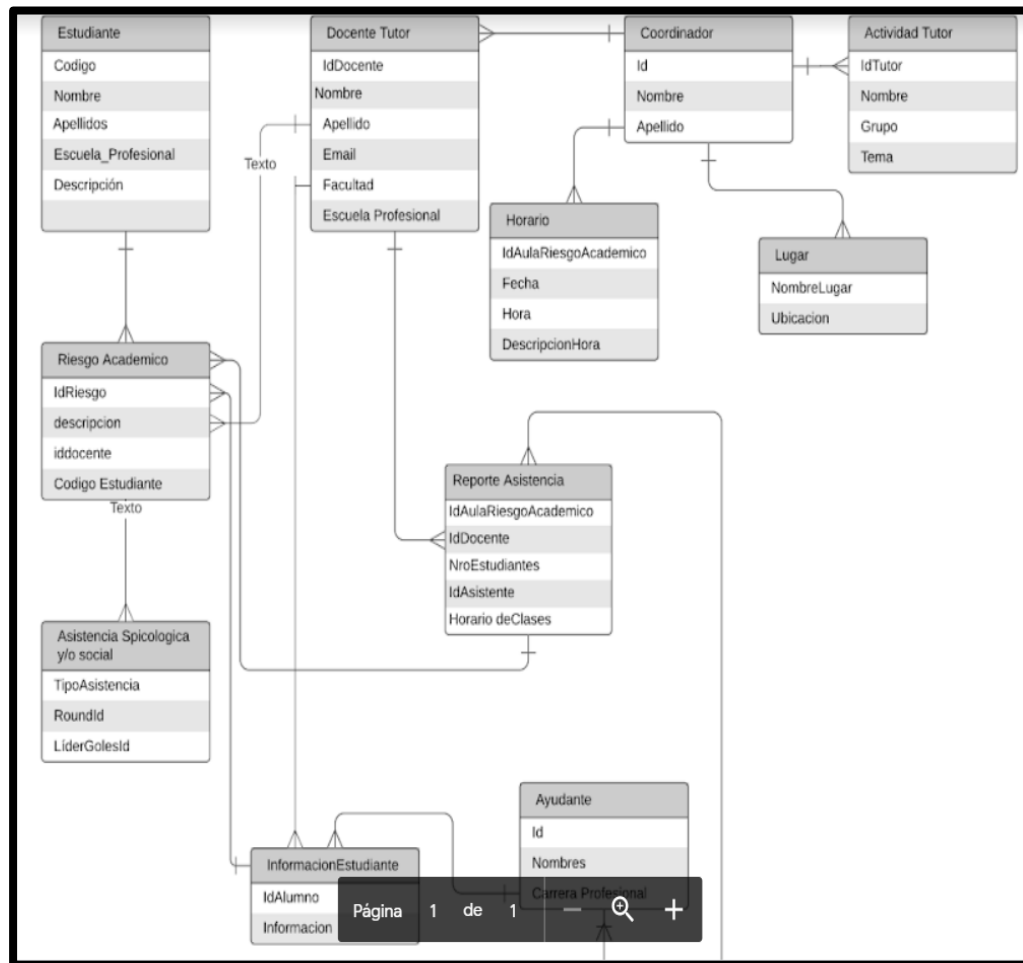 Estudiante
Codigo
Nombre
Apellidos
Escuela_Profesional
Descripción
Docente Tutor
IdDocente
Nombre
Apellido
Email
Facultad
Escuela Profesional
Coordinador
Id
Nombre
Apellido
Actividad Tutor
IdTutor
Nombre
Grupo
Tema
Texto
Horario
IdAulaRiesgoAcademico
Fecha
Hora
DescripcionHora
Lugar
NombreLugar
Ubicacion
Riesgo Academico
IdRiesgo
descripcion
iddocente
Codigo Estudiante
Texto
Reporte Asistencia
IdAulaRiesgoAcademico
IdDocente
NroEstudiantes
IdAsistente
Horario deClases
Asistencia Spicologica
y/o social
TipoAsistencia
RoundId
LíderGolesId
Ayudante
Id
Nombres
Carrera Profesional
InformacionEstudiante
IdAlumno
Informacion
Página 1 de 1